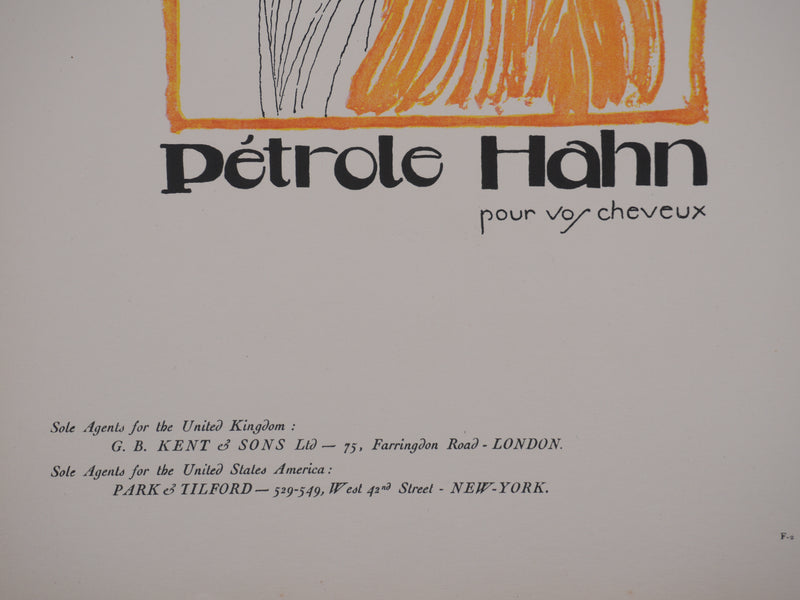 Pétrole Hahn
pour vos cheveux
Sole Agents for the United Kingdom :
G. B. KENT & SONS Ltd — 75, Farringdon Road - LONDON.
Sole Agents for the United States America :
PARK & TILFORD — 529-549, West 42nd Street - NEW-YORK.
F-2